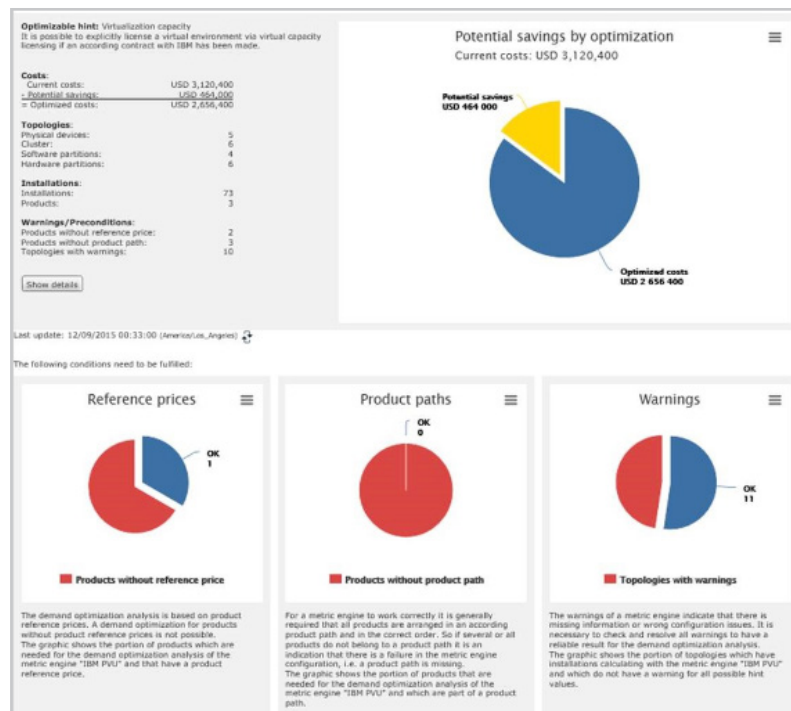 Optimizable hint: Virtualization capacity
It is possible to explicitly license a virtual environment via virtual capacity
licensing if an according contract with IBM has been made.
Costs:
Current costs: USD 3,120,400
- Potential savings: USD 464,000
= Optimized costs: USD 2,656,400
Topologies:
Physical devices: 5
Cluster: 6
Software partitions: 4
Hardware partitions: 6
Installations:
Installations: 73
Products: 3
Warnings/Preconditions:
Products without reference price: 2
Products without product path: 3
Topologies with warnings: 10
Show details
Potential savings by optimization
Current costs: USD 3,120,400
Potential savings
USD 464 000
Optimized costs
USD 2 656 400
Last update: 12/09/2015 00:33:00 (America/Los_Angeles)
The following conditions need to be fulfilled:
Reference prices
OK
1
Products without reference price
The demand optimization analysis is based on product
reference prices. A demand optimization for products
without product reference prices is not possible.
The graphic shows the portion of products which are
needed for the demand optimization analysis of the
metric engine "IBM PVU" and that have a product
reference price.
Product paths
OK
0
Products without product path
For a metric engine to work correctly it is generally
required that all products are arranged in an according
product path and in the correct order. So if several or all
products do not belong to a product path it is an
indication that there is a failure in the metric engine
configuration, i.e. a product path is missing.
The graphic shows the portion of products that are
needed for the demand optimization analysis of the
metric engine "IBM PVU" and which are part of a product
path.
Warnings
OK
11
Topologies with warnings
The warnings of a metric engine indicate that there is
missing information or wrong configuration issues. It is
necessary to check and resolve all warnings to have a
reliable result for the demand optimization analysis.
The graphic shows the portion of topologies which have
installations calculating with the metric engine "IBM PVU"
and which do not have a warning for all possible hint
values.